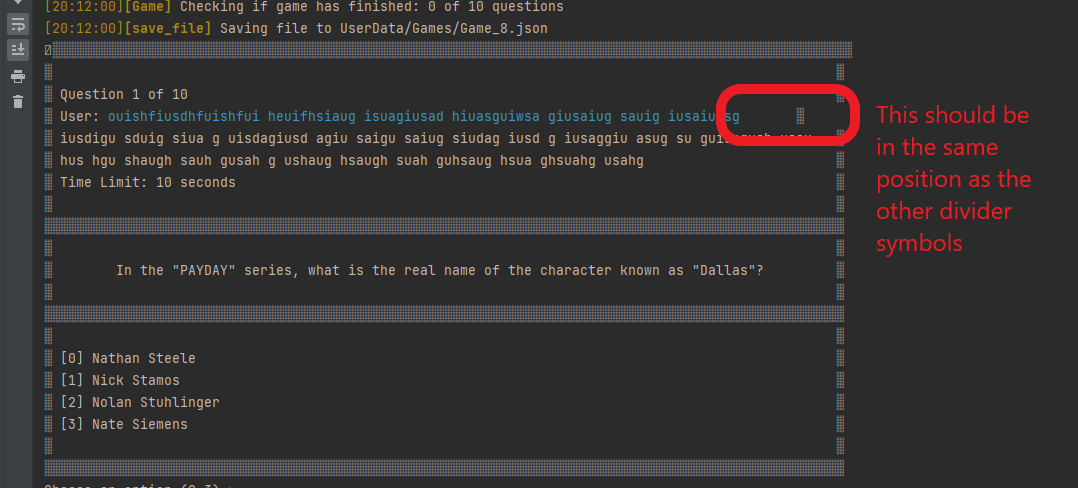 [20:12:00][Game] Checking if game has finished: 0 of 10 questions
[20:12:00][save_file] Saving file to UserData/Games/Game_8.json
Question 1 of 10
User: ouishfiusdhfuishfui heuifhsiaug isuagiusad hiuasguiwsa giusaiug sauig
iusdigu sduig siua g uisdagiusd agiu saigu saiug siudag iusd g iusaggiu asug su
hus hgu shaugh sauh gusah g ushaug hsaugh suah guhsaug hsua ghsuahg usahg
Time Limit: 10 seconds
In the "PAYDAY" series, what is the real name of the character known as "Dallas"?
[0] Nathan Steele
[1] Nick Stamos
[2] Nolan Stuhlinger
[3] Nate Siemens
This should be
in the same
position as the
other divider
symbols